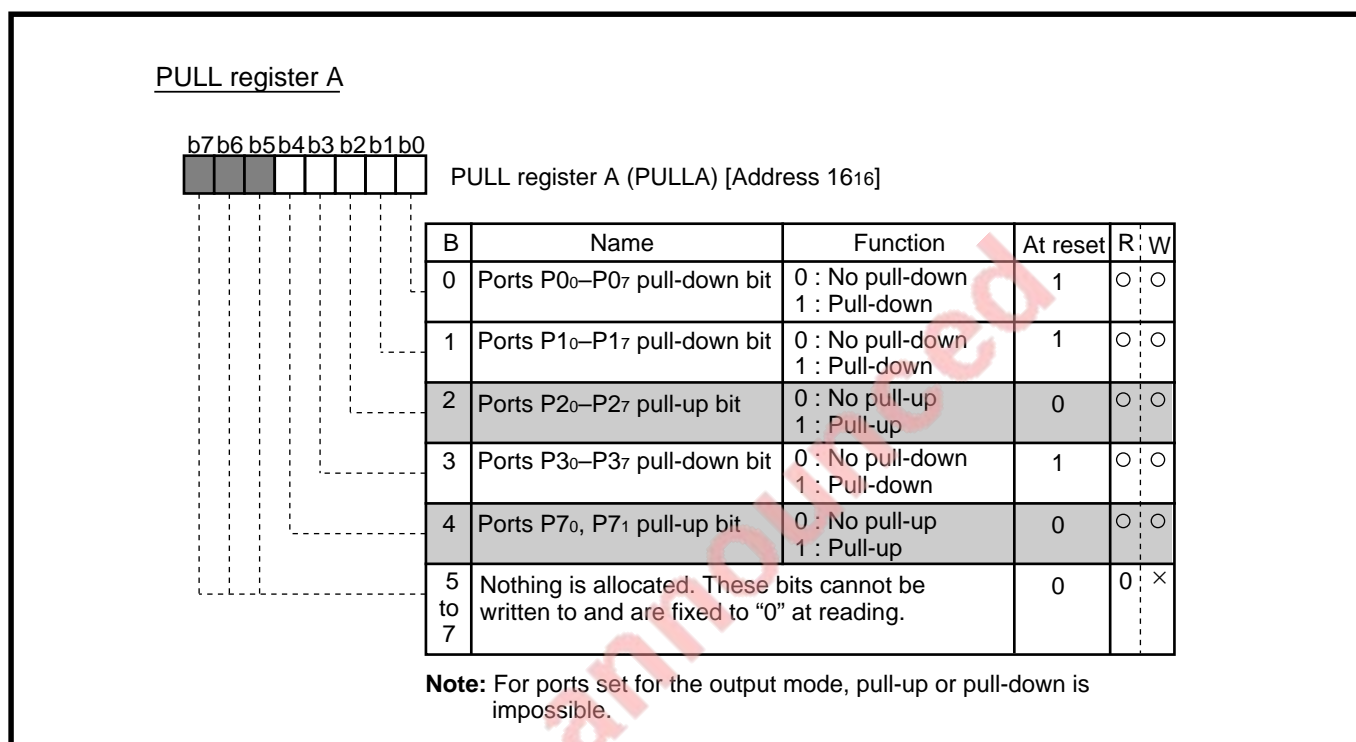 PULL register A
b7 b6 b5 b4 b3 b2 b1 b0
PULL register A (PULLA) [Address 1616]
B Name Function At reset R W
0 Ports P00–P07 pull-down bit 0 : No pull-down 1 ○ ○
1 : Pull-down
1 Ports P10–P17 pull-down bit 0 : No pull-down 1 ○ ○
1 : Pull-down
2 Ports P20–P27 pull-up bit 0 : No pull-up 0 ○ ○
1 : Pull-up
3 Ports P30–P37 pull-down bit 0 : No pull-down 1 ○ ○
1 : Pull-down
4 Ports P70, P71 pull-up bit 0 : No pull-up 0 ○ ○
1 : Pull-up
5 Nothing is allocated. These bits cannot be 0 0 ×
to written to and are fixed to “0” at reading.
7
Note: For ports set for the output mode, pull-up or pull-down is
impossible.
announced